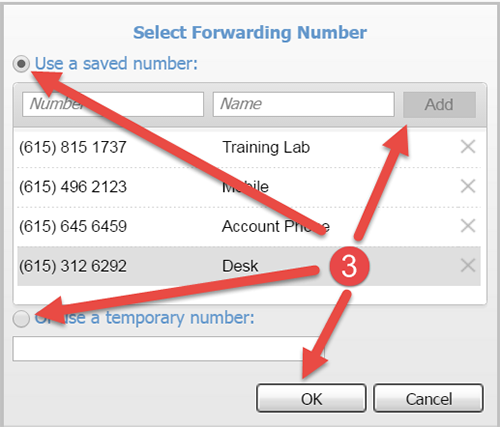 Select Forwarding Number
Use a saved number:
Number Name Add
(615) 815 1737 Training Lab
(615) 496 2123 Mobile
(615) 645 6459 Account Phone
3
(615) 312 6292 Desk
Or use a temporary number:
OK Cancel